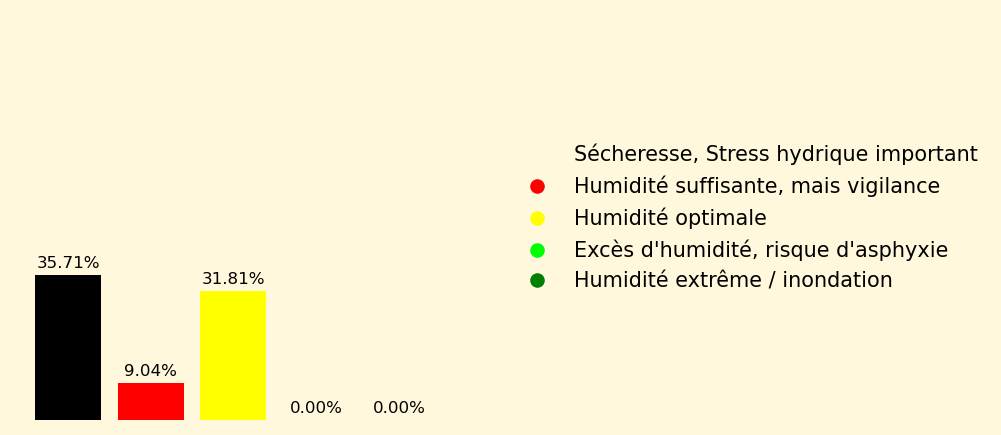 Sécheresse, Stress hydrique important
Humidité suffisante, mais vigilance
Humidité optimale
Excès d'humidité, risque d'asphyxie
Humidité extrême / inondation
35.71%
31.81%
9.04%
0.00%
0.00%